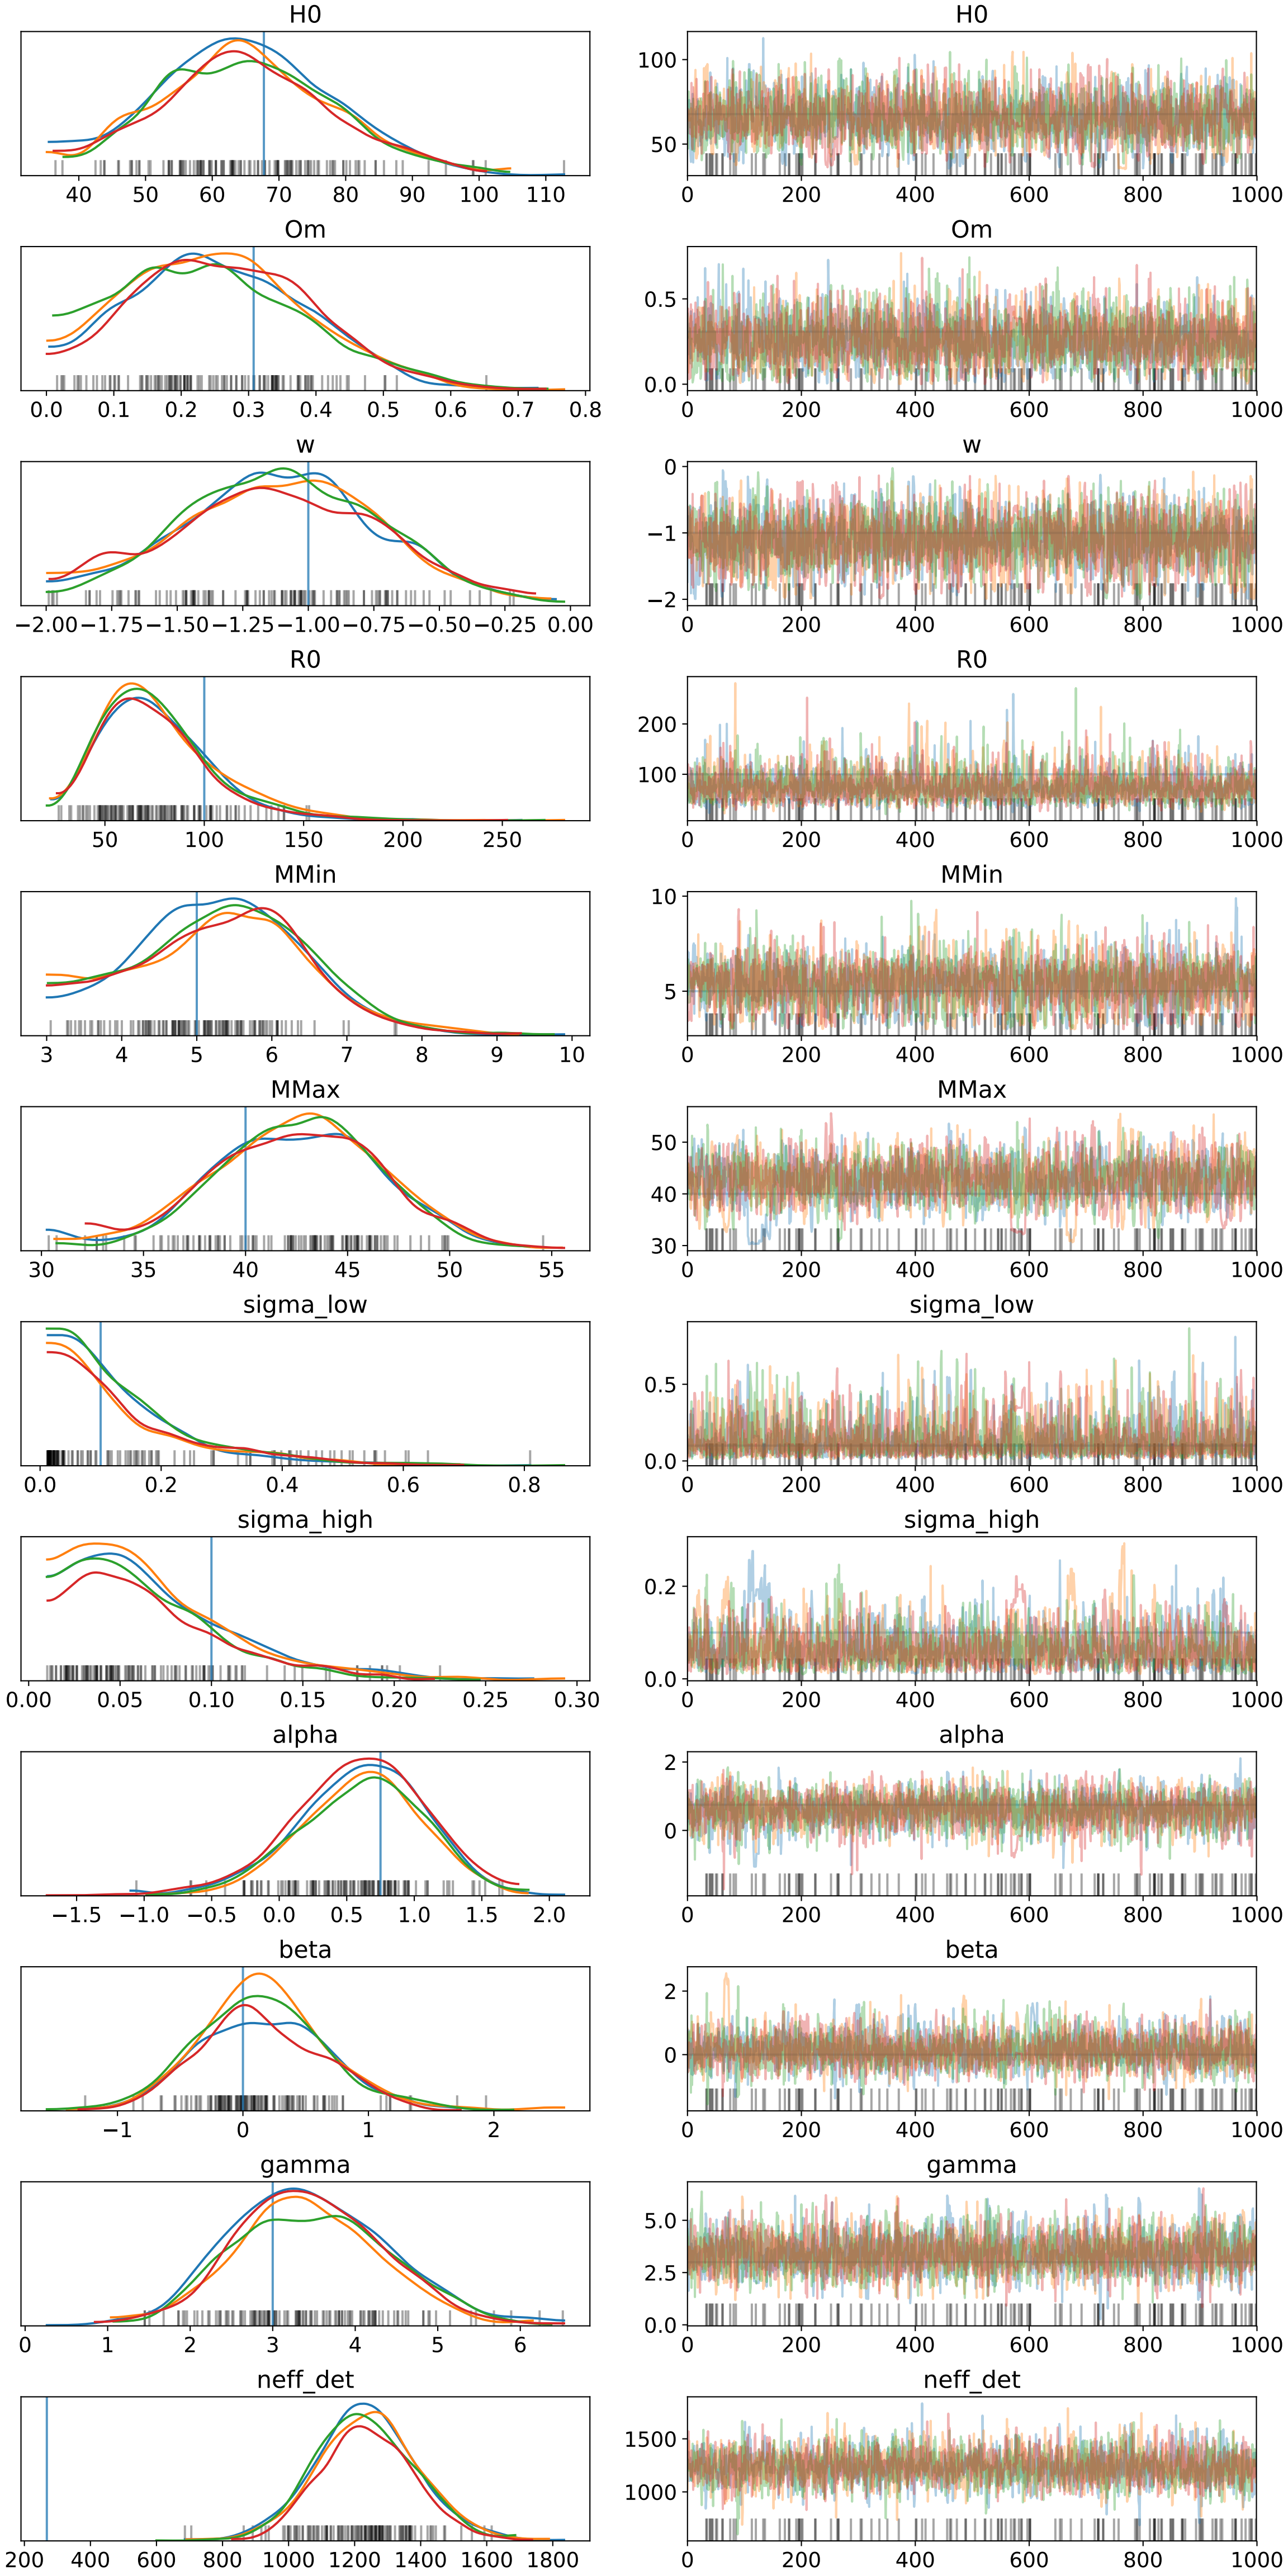 H0 H0
100
50
40 50 60 70 80 90 100 110 0 200 400 600 800 1000
Om Om
0.5
0.0
0.0 0.1 0.2 0.3 0.4 0.5 0.6 0.7 0.8 0 200 400 600 800 1000
w w
0
−1
−2
−2.00 −1.75 −1.50 −1.25 −1.00 −0.75 −0.50 −0.25 0.00 0 200 400 600 800 1000
R0 R0
200
100
50 100 150 200 250 0 200 400 600 800 1000
MMin MMin
10
5
3 4 5 6 7 8 9 10 0 200 400 600 800 1000
MMax MMax
50
40
30
30 35 40 45 50 55 0 200 400 600 800 1000
sigma_low sigma_low
0.5
0.0
0.0 0.2 0.4 0.6 0.8 0 200 400 600 800 1000
sigma_high sigma_high
0.2
0.0
0.00 0.05 0.10 0.15 0.20 0.25 0.30 0 200 400 600 800 1000
alpha alpha
2
0
−1.5 −1.0 −0.5 0.0 0.5 1.0 1.5 2.0 0 200 400 600 800 1000
beta beta
2
0
−1 0 1 2 0 200 400 600 800 1000
gamma gamma
5.0
2.5
0.0
0 1 2 3 4 5 6 0 200 400 600 800 1000
neff_det neff_det
1500
1000
200 400 600 800 1000 1200 1400 1600 1800 0 200 400 600 800 1000